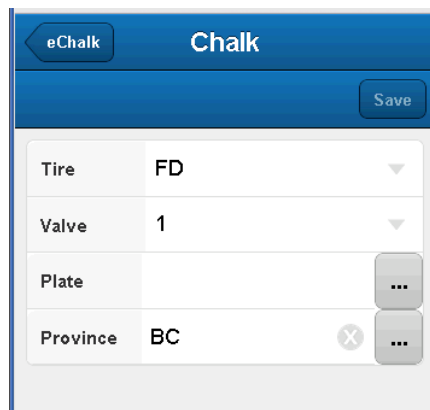 eChalk Chalk
Save
Tire FD
Valve 1
Plate ...
Province BC ...